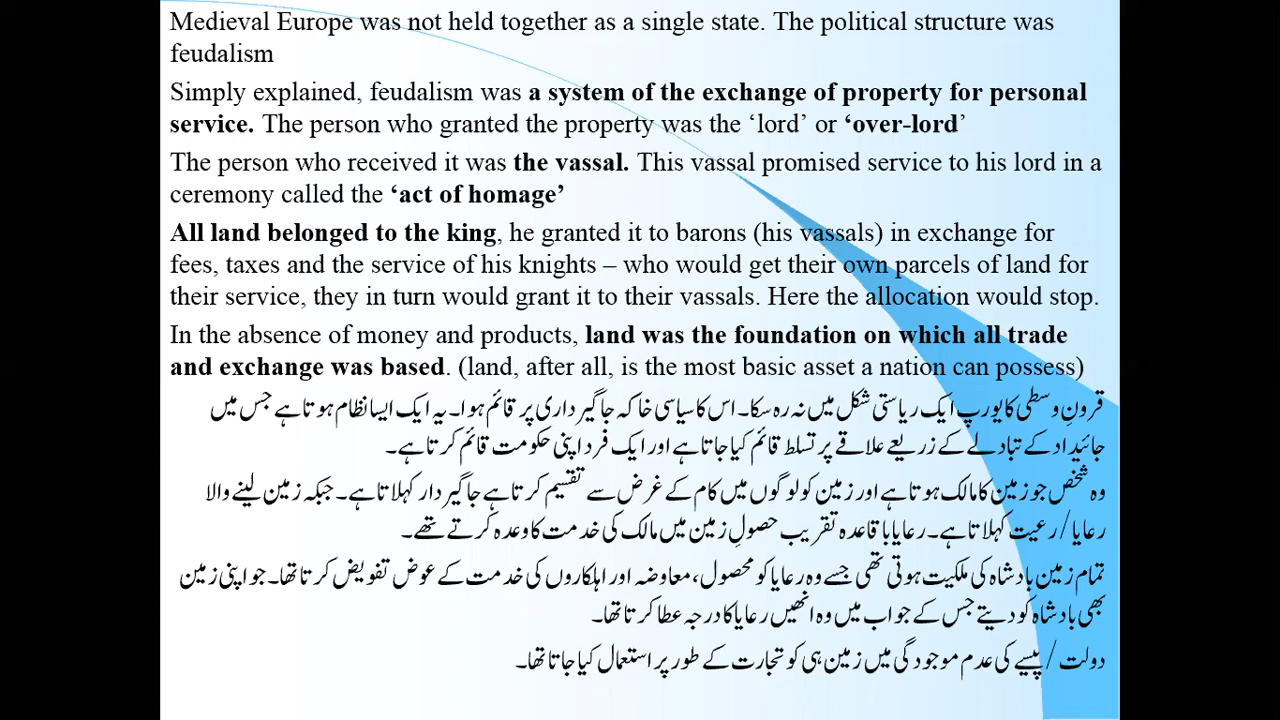 Medieval Europe was not held together as a single state. The political structure was
feudalism
Simply explained, feudalism was a system of the exchange of property for personal
service. The person who granted the property was the ‘lord’ or ‘over-lord’
The person who received it was the vassal. This vassal promised service to his lord in a
ceremony called the ‘act of homage’
All land belonged to the king, he granted it to barons (his vassals) in exchange for
fees, taxes and the service of his knights – who would get their own parcels of land for
their service, they in turn would grant it to their vassals. Here the allocation would stop.
In the absence of money and products, land was the foundation on which all trade
and exchange was based. (land, after all, is the most basic asset a nation can possess)
قرونِ وسطٰی کا یورپ ایک ریاستی شکل میں نہ رہ سکا۔ اس کا سیاسی خاکہ جاگیر داری پر قائم ہوا۔ یہ ایک ایسا نظام ہوتا ہے جس میں
جائیداد کے تبادلے کے زریعے علاقے پر تسلط قائم کیا جاتا ہے اور ایک فرد اپنی حکومت قائم کرتا ہے۔
وہ شخص جو زمین کا مالک ہوتا ہے اور زمین کو لوگوں میں کام کے غرض سے تقسیم کرتا ہے جاگیر دار کہلاتا ہے۔ جبکہ زمین لینے والا
رعایا/رعیت کہلاتا ہے۔ رعایا باقاعدہ تقریب حصولِ زمین میں مالک کی خدمت کا وعدہ کرتے تھے۔
تمام زمین بادشاہ کی ملکیت ہوتی تھی جسے وہ رعایا کو محصول، معاوضہ اور اہلکاروں کی خدمت کے عوض تفویض کرتا تھا۔ جو اپنی زمین
بھی بادشاہ کو دیتے جس کے جواب میں وہ انھیں رعایا کا درجہ عطا کرتا تھا۔
دولت / پیسے کی عدم موجودگی میں زمین ہی کو تجارت کے طور پر استعمال کیا جاتا تھا۔